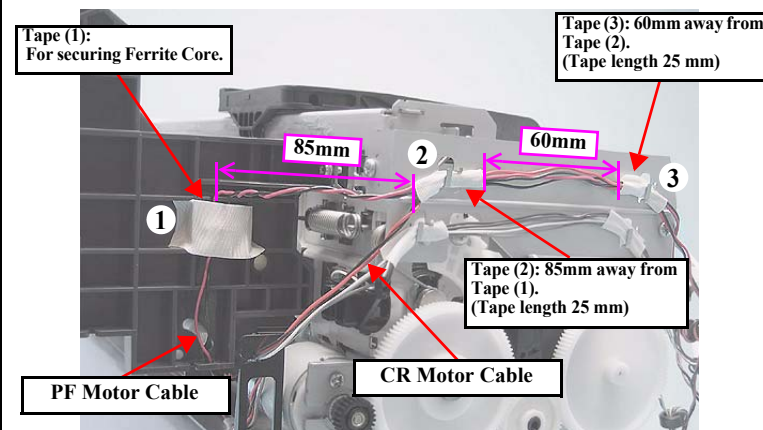 Tape (1):
For securing Ferrite Core.
Tape (3): 60mm away from
Tape (2).
(Tape length 25 mm)
85mm
60mm
2
3
1
Tape (2): 85mm away from
Tape (1).
(Tape length 25 mm)
PF Motor Cable
CR Motor Cable